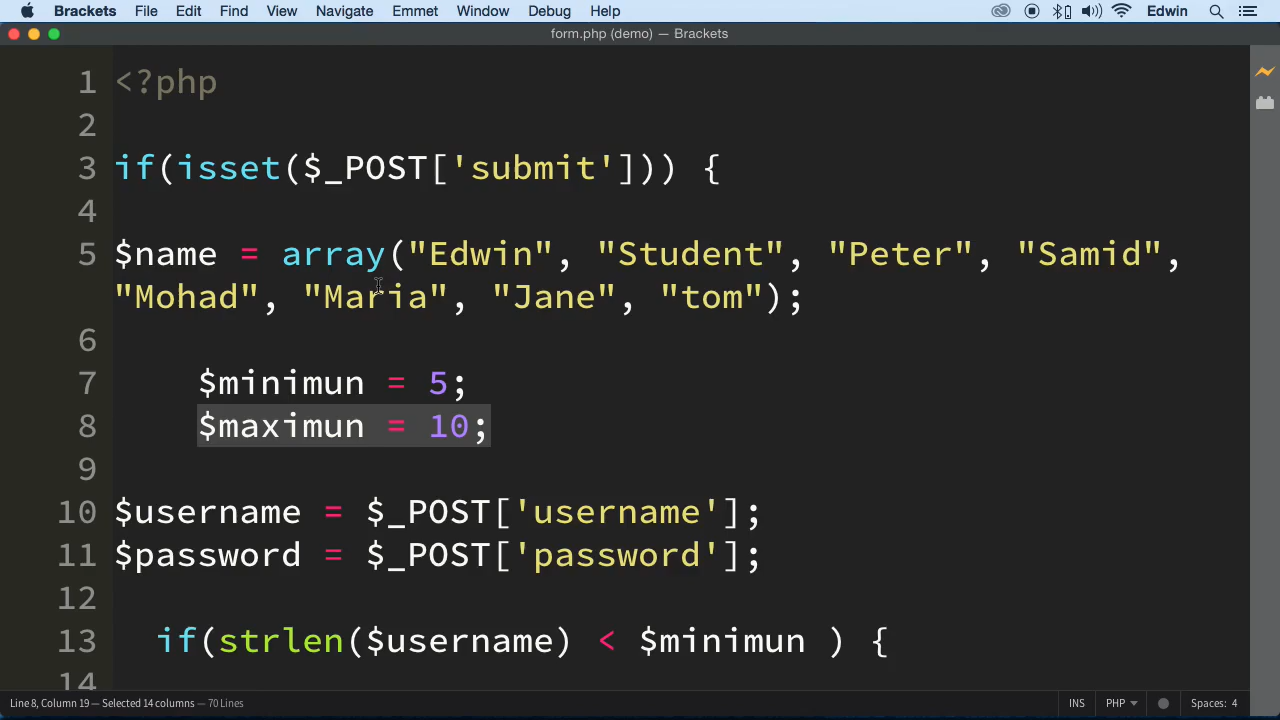 Brackets File Edit Find View Navigate Emmet Window Debug Help Edwin
form.php (demo) — Brackets
1 <?php
2
3 if(isset($_POST['submit'])) {
4
5 $name = array("Edwin", "Student", "Peter", "Samid",
"Mohad", "Maria", "Jane", "tom");
6
7 $minimun = 5;
8 $maximun = 10;
9
10 $username = $_POST['username'];
11 $password = $_POST['password'];
12
13 if(strlen($username) < $minimun ) {
14
Line 8, Column 19 — Selected 14 columns — 70 Lines INS PHP Spaces: 4